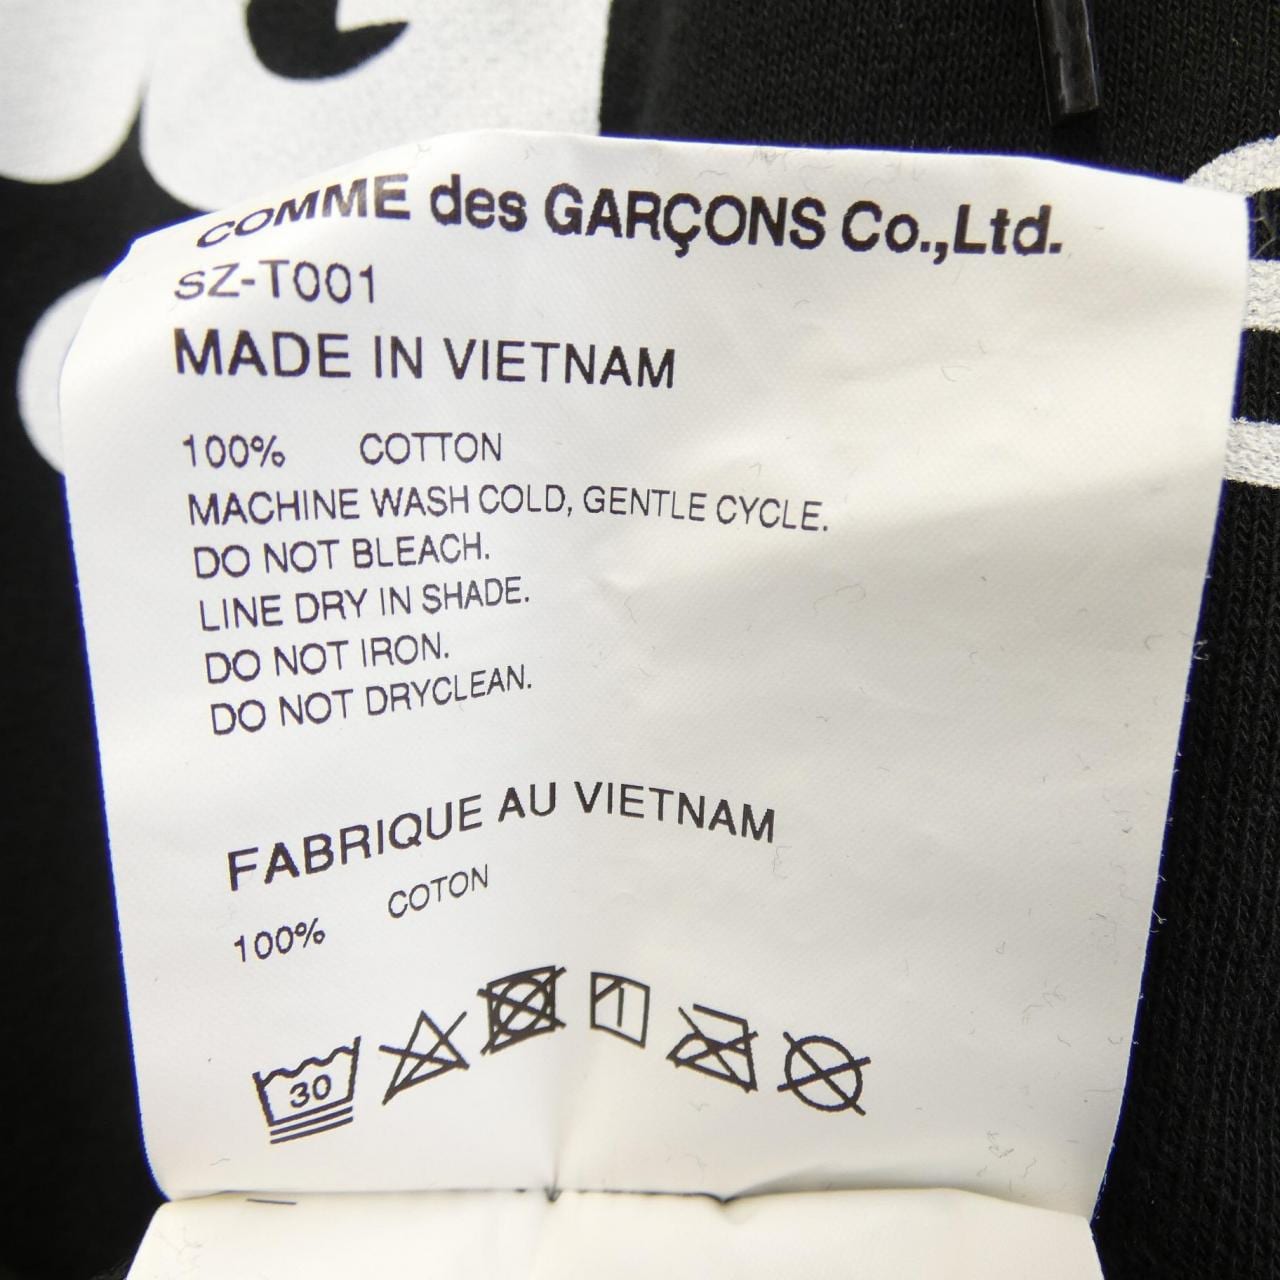 COMME des GARÇONS Co.,Ltd.
SZ-T001
MADE IN VIETNAM
100% COTTON
MACHINE WASH COLD, GENTLE CYCLE.
DO NOT BLEACH.
LINE DRY IN SHADE.
DO NOT IRON.
DO NOT DRYCLEAN.
FABRIQUE AU VIETNAM
100% COTON
30